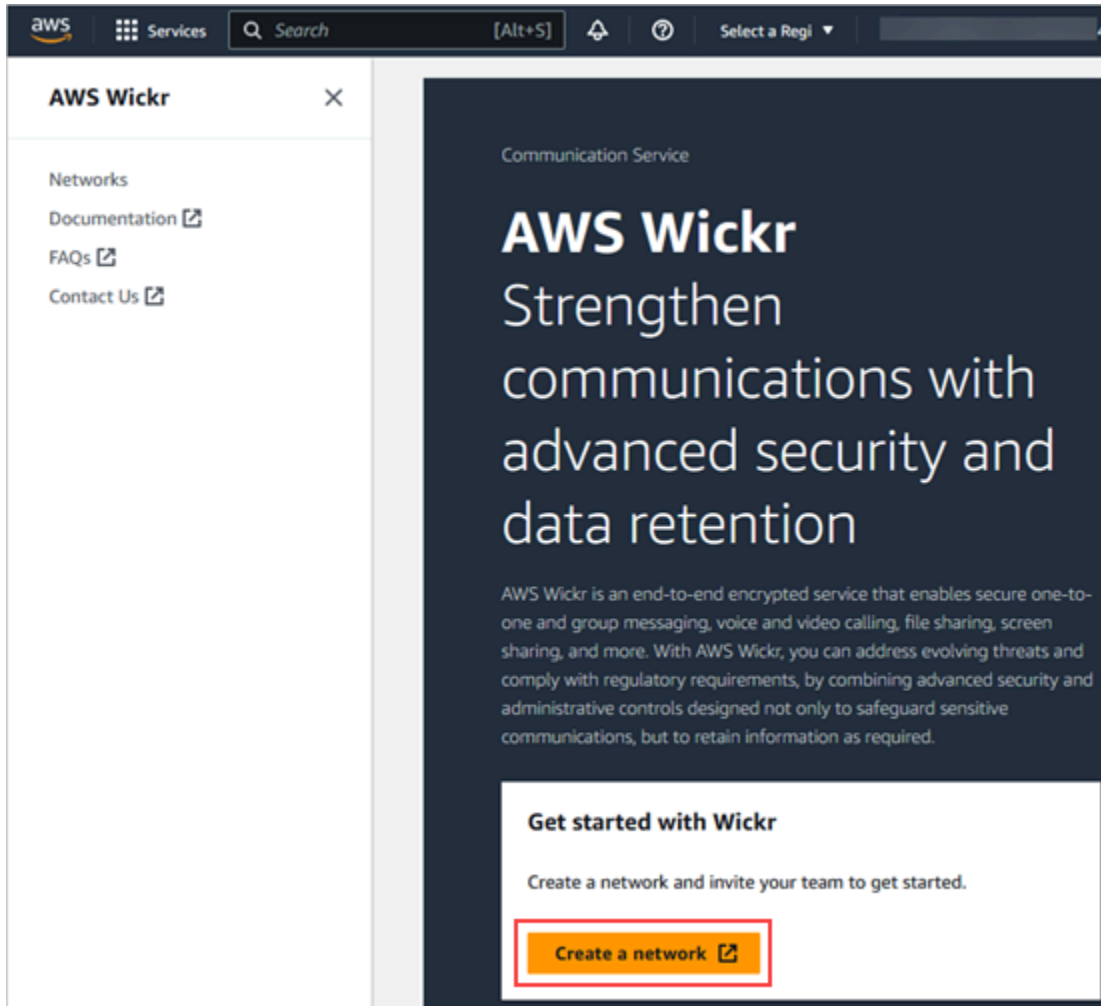 aws
Services
Search
[Alt+S]
Select a Regi
AWS Wickr
Networks
Documentation
FAQs
Contact Us
Communication Service
AWS Wickr
Strengthen
communications with
advanced security and
data retention
AWS Wickr is an end-to-end encrypted service that enables secure one-to-
one and group messaging, voice and video calling, file sharing, screen
sharing, and more. With AWS Wickr, you can address evolving threats and
comply with regulatory requirements, by combining advanced security and
administrative controls designed not only to safeguard sensitive
communications, but to retain information as required.
Get started with Wickr
Create a network and invite your team to get started.
Create a network